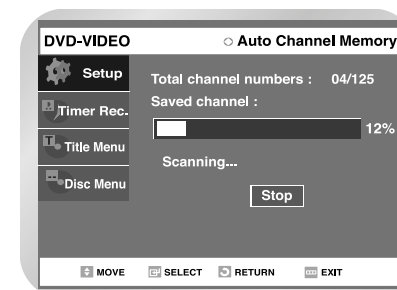 DVD-VIDEO
Auto Channel Memory
Setup
Total channel numbers : 04/125
Timer Rec.
Saved channel :
12%
Title Menu
Scanning...
Disc Menu
Stop
MOVE SELECT RETURN EXIT